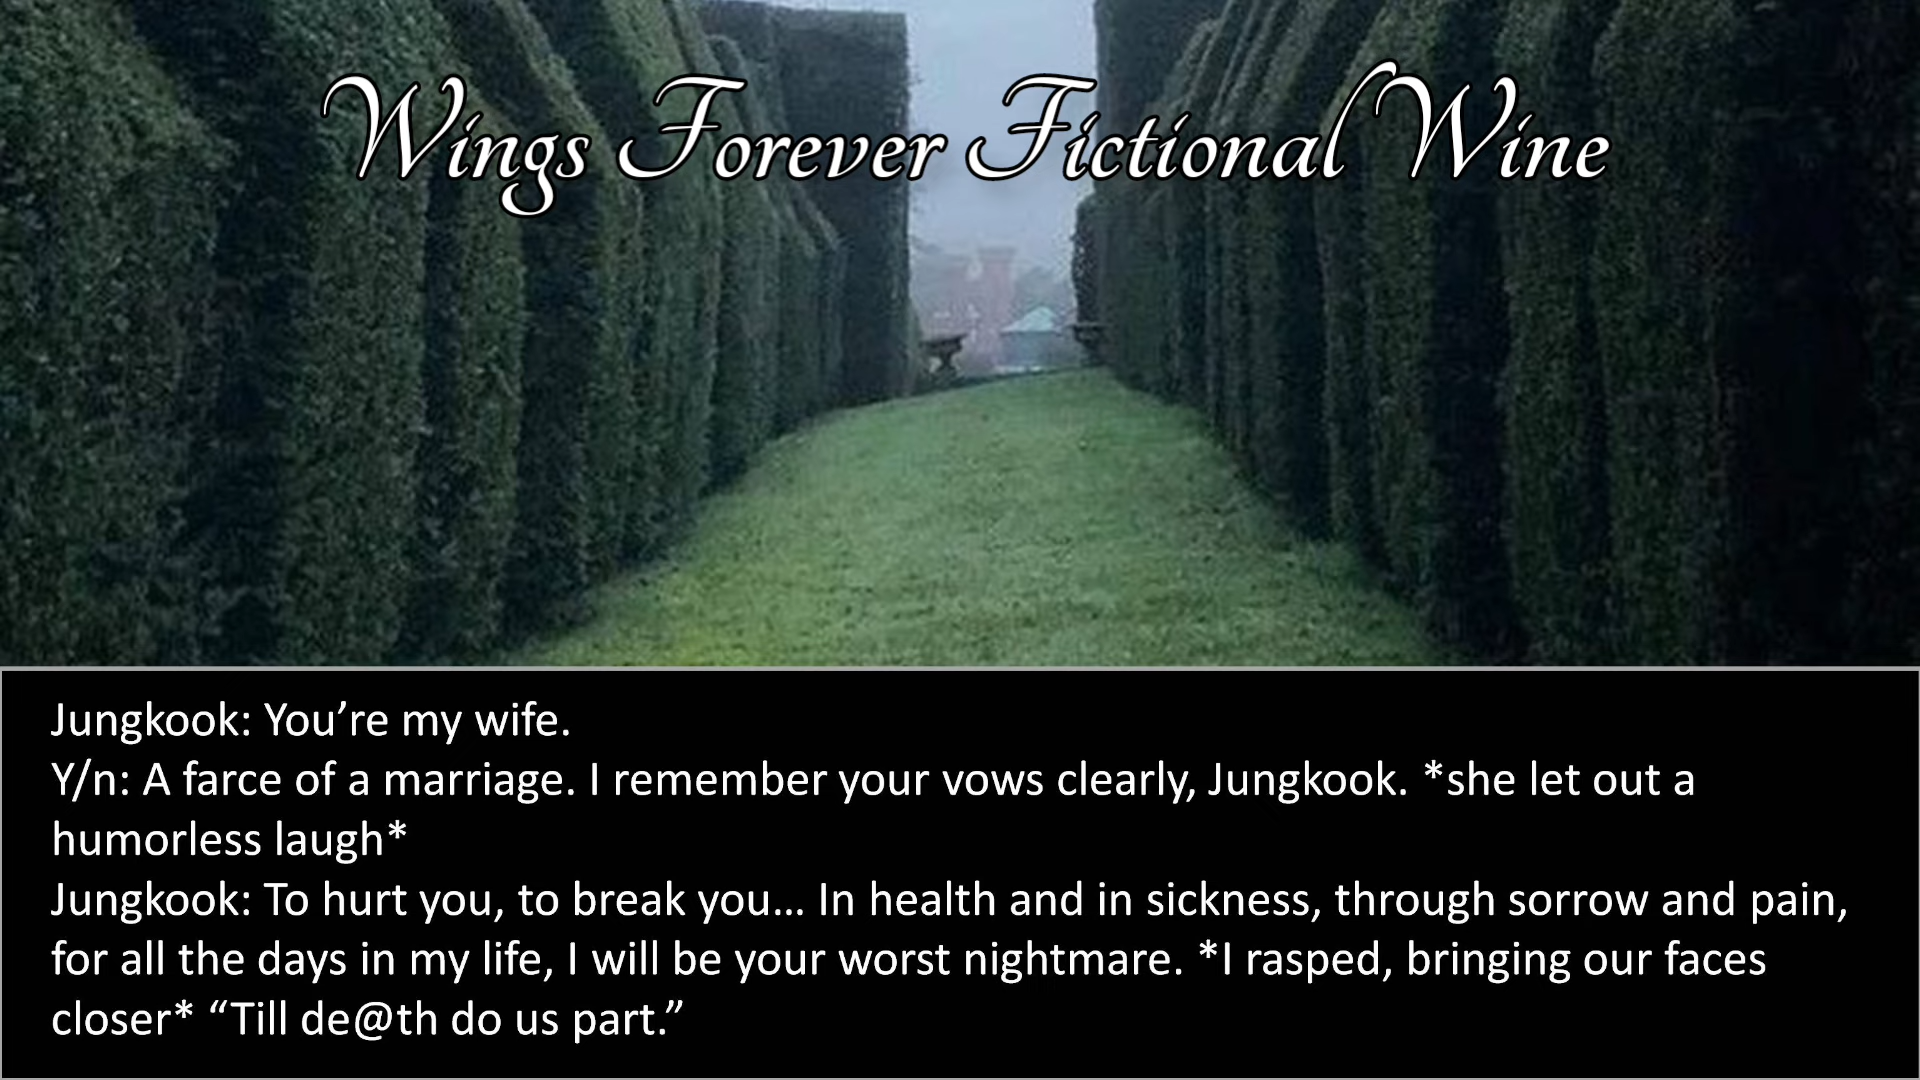 Wings Forever Fictional Wine
Jungkook: You’re my wife.
Y/n: A farce of a marriage. I remember your vows clearly, Jungkook. *she let out a
humorless laugh*
Jungkook: To hurt you, to break you… In health and in sickness, through sorrow and pain,
for all the days in my life, I will be your worst nightmare. *I rasped, bringing our faces
closer* “Till de@th do us part.”